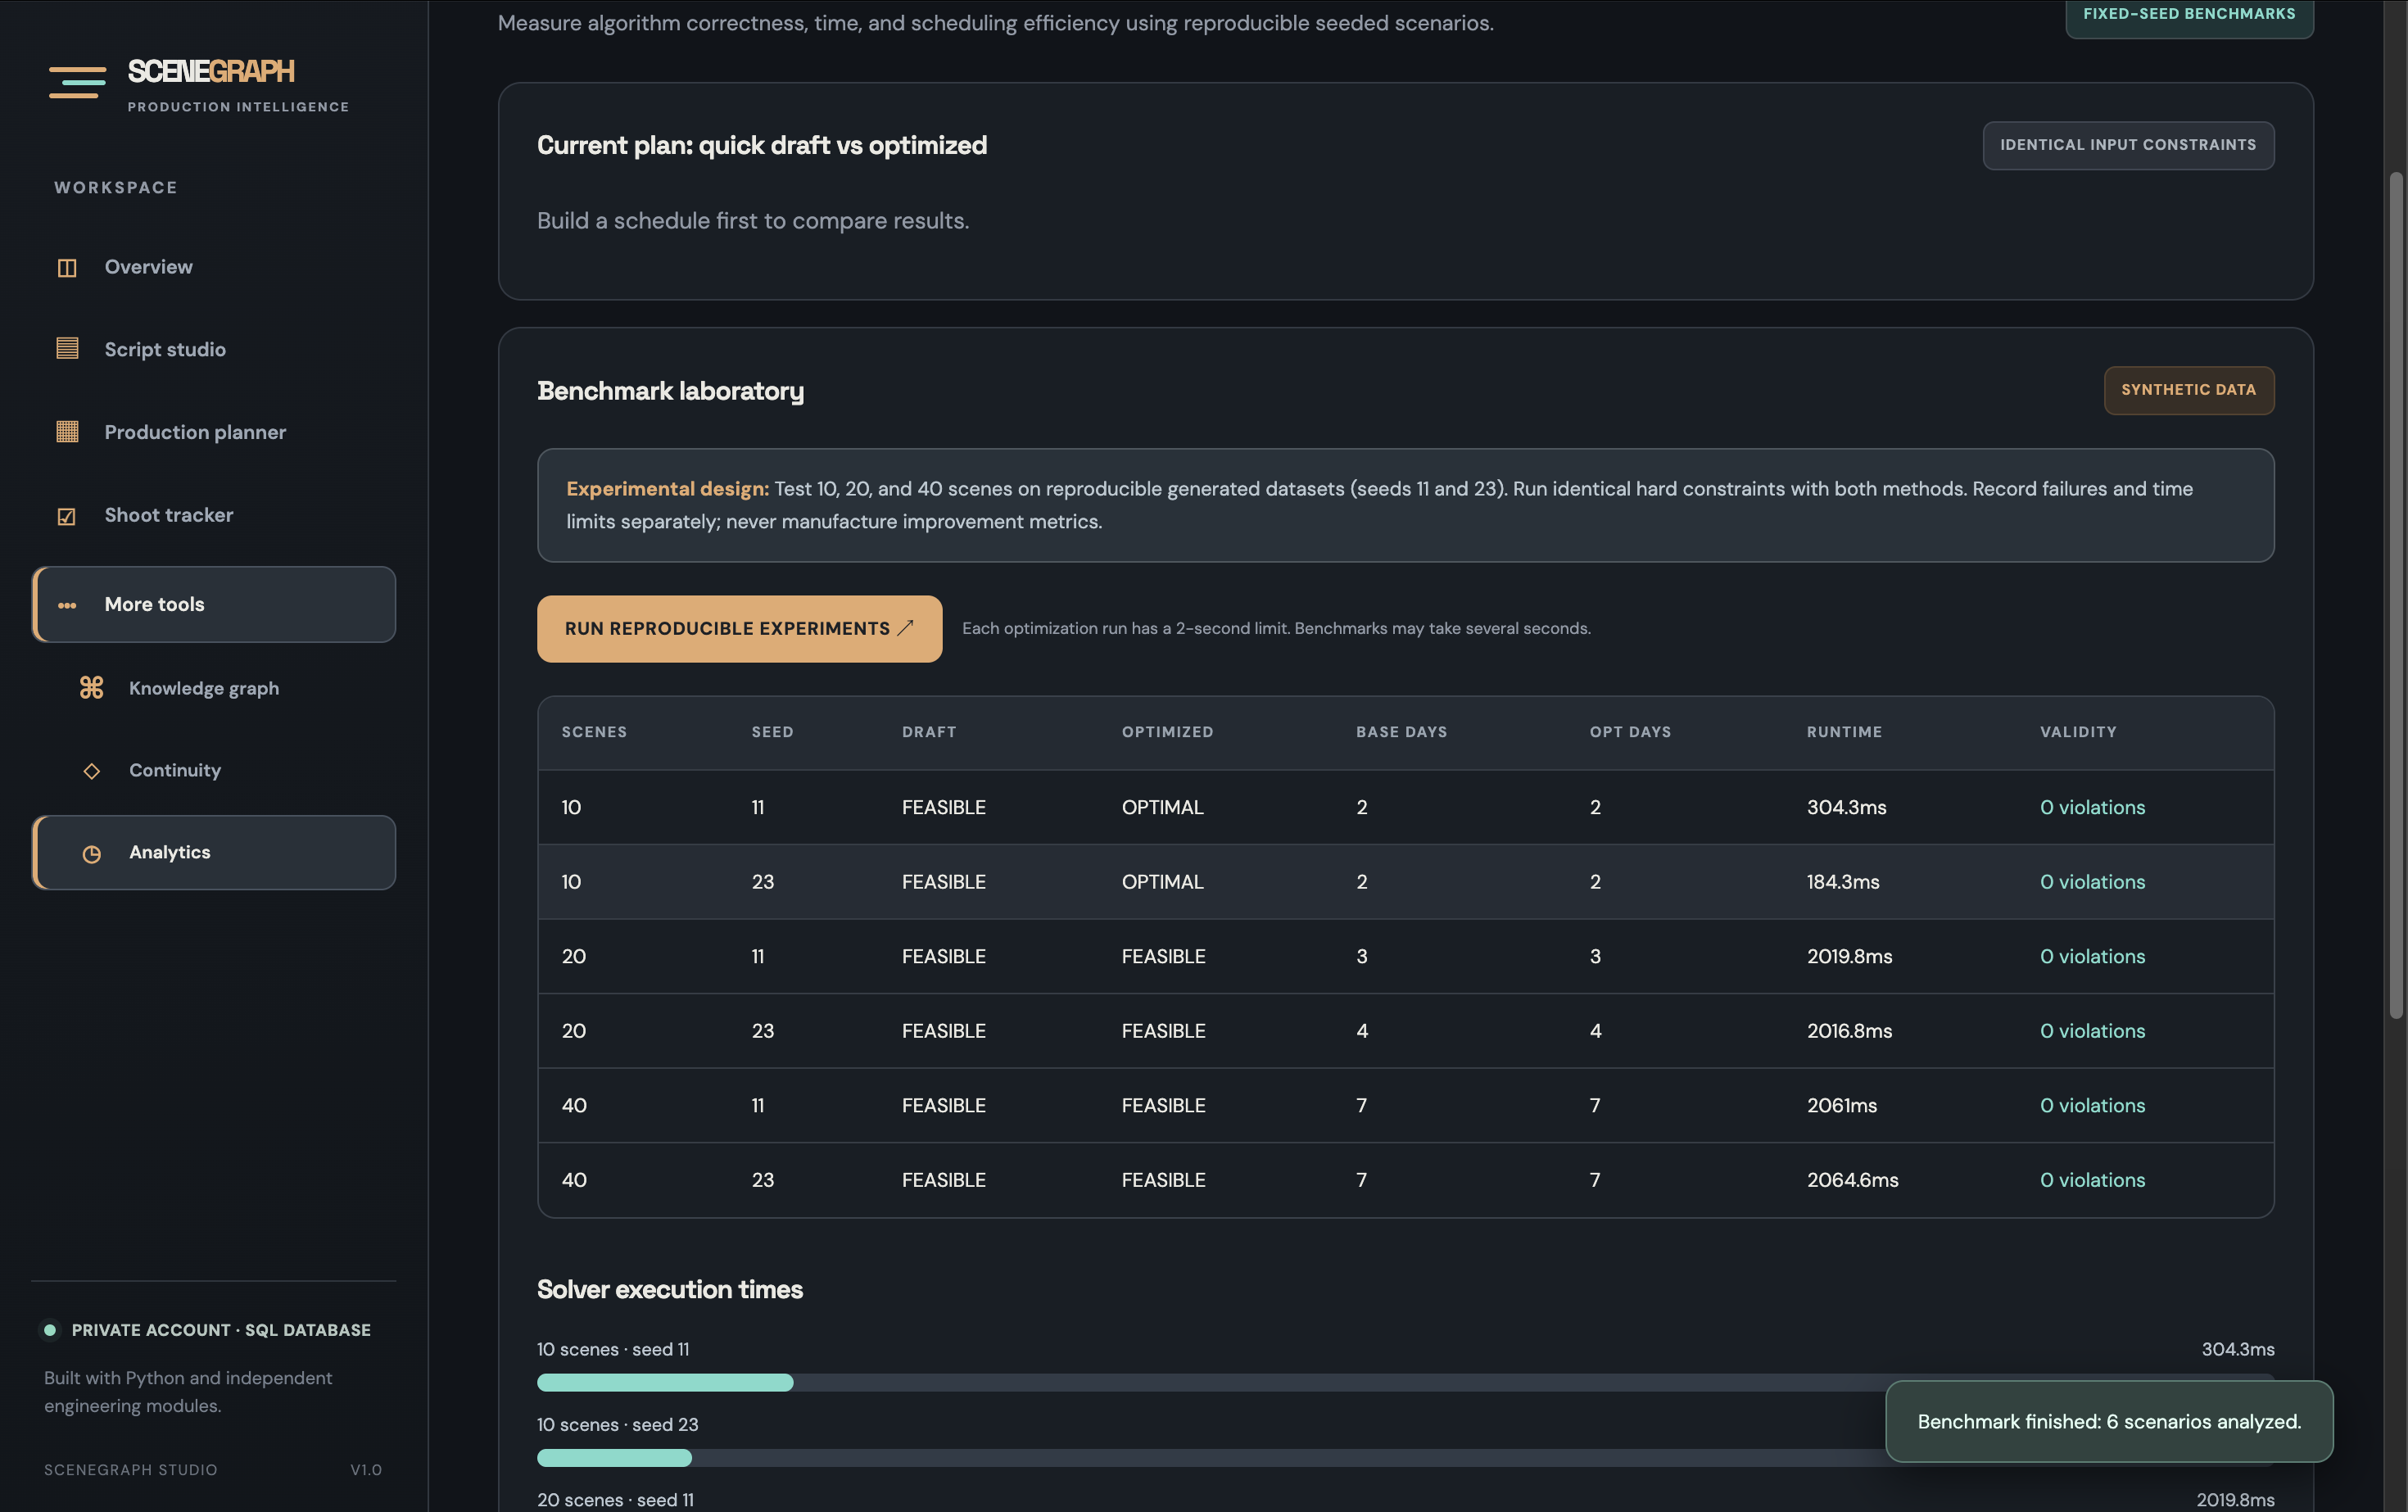 SCENEGRAPH
PRODUCTION INTELLIGENCE
WORKSPACE
Overview
Script studio
Production planner
Shoot tracker
More tools
Knowledge graph
Continuity
Analytics
PRIVATE ACCOUNT · SQL DATABASE
Built with Python and independent
engineering modules.
SCENEGRAPH STUDIO V1.0
Measure algorithm correctness, time, and scheduling efficiency using reproducible seeded scenarios.
FIXED-SEED BENCHMARKS
Current plan: quick draft vs optimized
IDENTICAL INPUT CONSTRAINTS
Build a schedule first to compare results.
Benchmark laboratory
SYNTHETIC DATA
Experimental design: Test 10, 20, and 40 scenes on reproducible generated datasets (seeds 11 and 23). Run identical hard constraints with both methods. Record failures and time
limits separately; never manufacture improvement metrics.
RUN REPRODUCIBLE EXPERIMENTS ↗
Each optimization run has a 2-second limit. Benchmarks may take several seconds.
SCENES SEED DRAFT OPTIMIZED BASE DAYS OPT DAYS RUNTIME VALIDITY
10 11 FEASIBLE OPTIMAL 2 2 304.3ms 0 violations
10 23 FEASIBLE OPTIMAL 2 2 184.3ms 0 violations
20 11 FEASIBLE FEASIBLE 3 3 2019.8ms 0 violations
20 23 FEASIBLE FEASIBLE 4 4 2016.8ms 0 violations
40 11 FEASIBLE FEASIBLE 7 7 2061ms 0 violations
40 23 FEASIBLE FEASIBLE 7 7 2064.6ms 0 violations
Solver execution times
10 scenes · seed 11 304.3ms
10 scenes · seed 23
Benchmark finished: 6 scenarios analyzed.
20 scenes · seed 11 2019.8ms